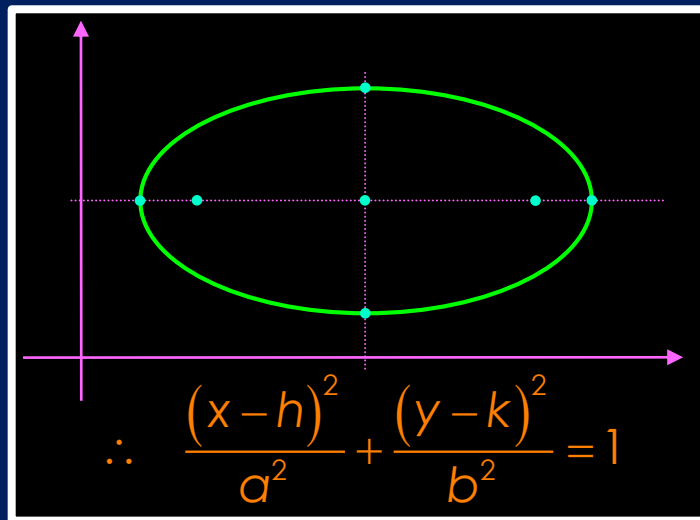 ∴ (x − h)²/a² + (y − k)²/b² = 1